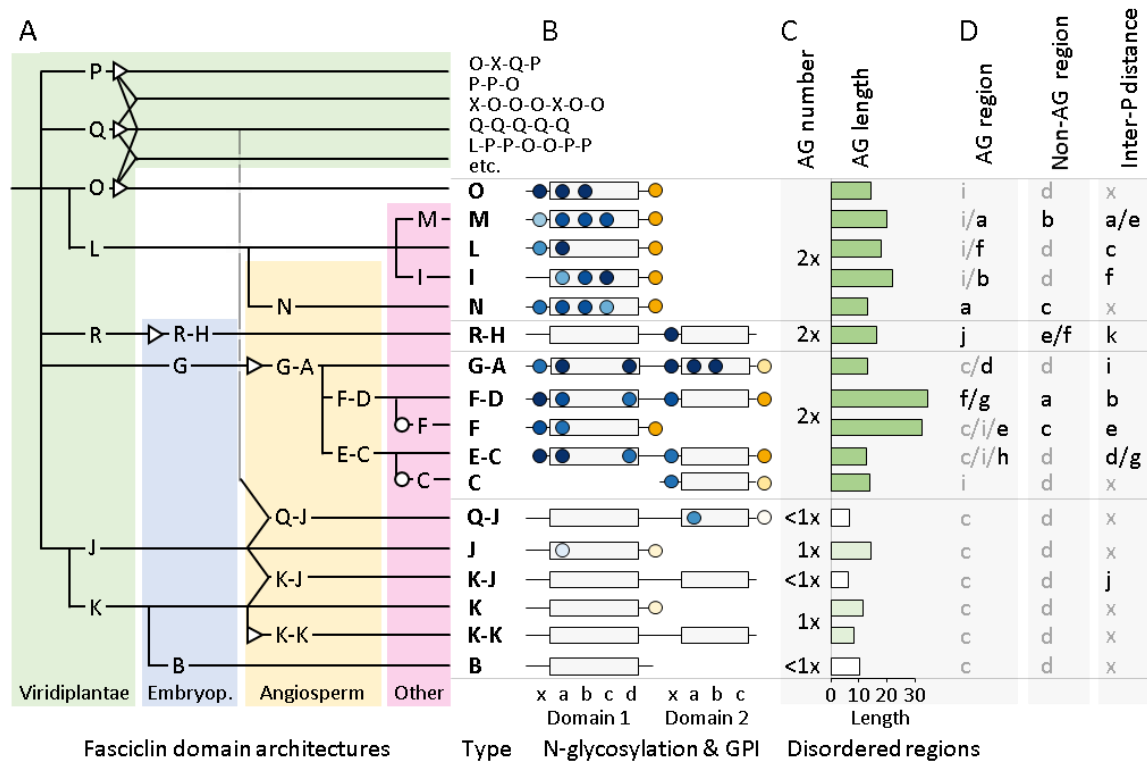 A
B
C
D
AG number
AG length
AG region
Non-AG region
Inter-P distance
P
O-X-Q-P
P-P-O
X-O-O-O-X-O-O
Q
Q-Q-Q-Q-Q
L-P-P-O-O-P-P
etc.
O
O
i
d
x
M
M
i/a
b
a/e
L
L
i/f
d
c
2x
I
I
i/b
d
f
N
N
a
c
x
R
R-H
R-H
2x
j
e/f
k
G
G-A
G-A
c/d
d
i
F-D
F-D
f/g
a
b
2x
F
F
c/i/e
c
e
E-C
E-C
c/i/h
d
d/g
C
C
i
d
x
Q-J
Q-J
<1x
c
d
x
J
J
1x
c
d
x
K-J
K-J
<1x
c
d
j
K
K
c
d
x
1x
K-K
K-K
c
d
x
B
B
<1x
c
d
x
Viridiplantae
Embryop.
Angiosperm
Other
x a b c d
x a b c
Domain 1
Domain 2
0 10 20 30
Length
Fasciclin domain architectures
Type
N-glycosylation & GPI
Disordered regions